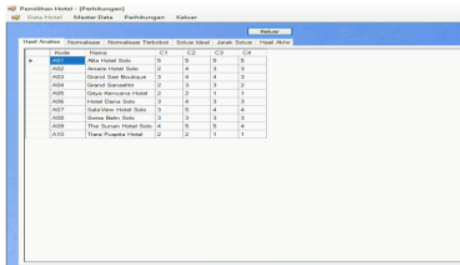 Pemilihan Hotel - [Perhitungan]
Data Hotel Master Data Perhitungan Keluar
Keluar
Hasil Analisa Normalisasi Normalisasi Terbobot Solusi Ideal Jarak Solusi Hasil Akhir
Kode Nama C1 C2 C3 C4
A01 Alila Hotel Solo 5 5 5 5
A02 Amaris Hotel Solo 2 4 3 3
A03 Grand Sae Boutique 3 4 4 3
A04 Grand Sanashtri 2 3 3 2
A05 Griya Kencana Hotel 2 2 1 1
A06 Hotel Dana Solo 3 4 3 3
A07 SalaView Hotel Solo 3 5 4 4
A08 Swiss Belin Solo 3 3 3 3
A09 The Sunan Hotel Solo 4 5 5 4
A10 Tiara Puspita Hotel 2 2 1 1